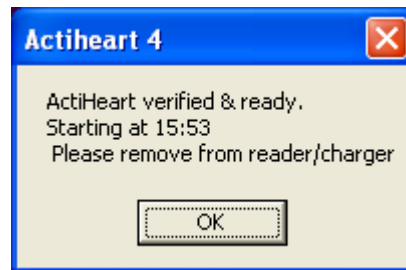 Actiheart 4
ActiHeart verified & ready.
Starting at 15:53
Please remove from reader/charger
OK